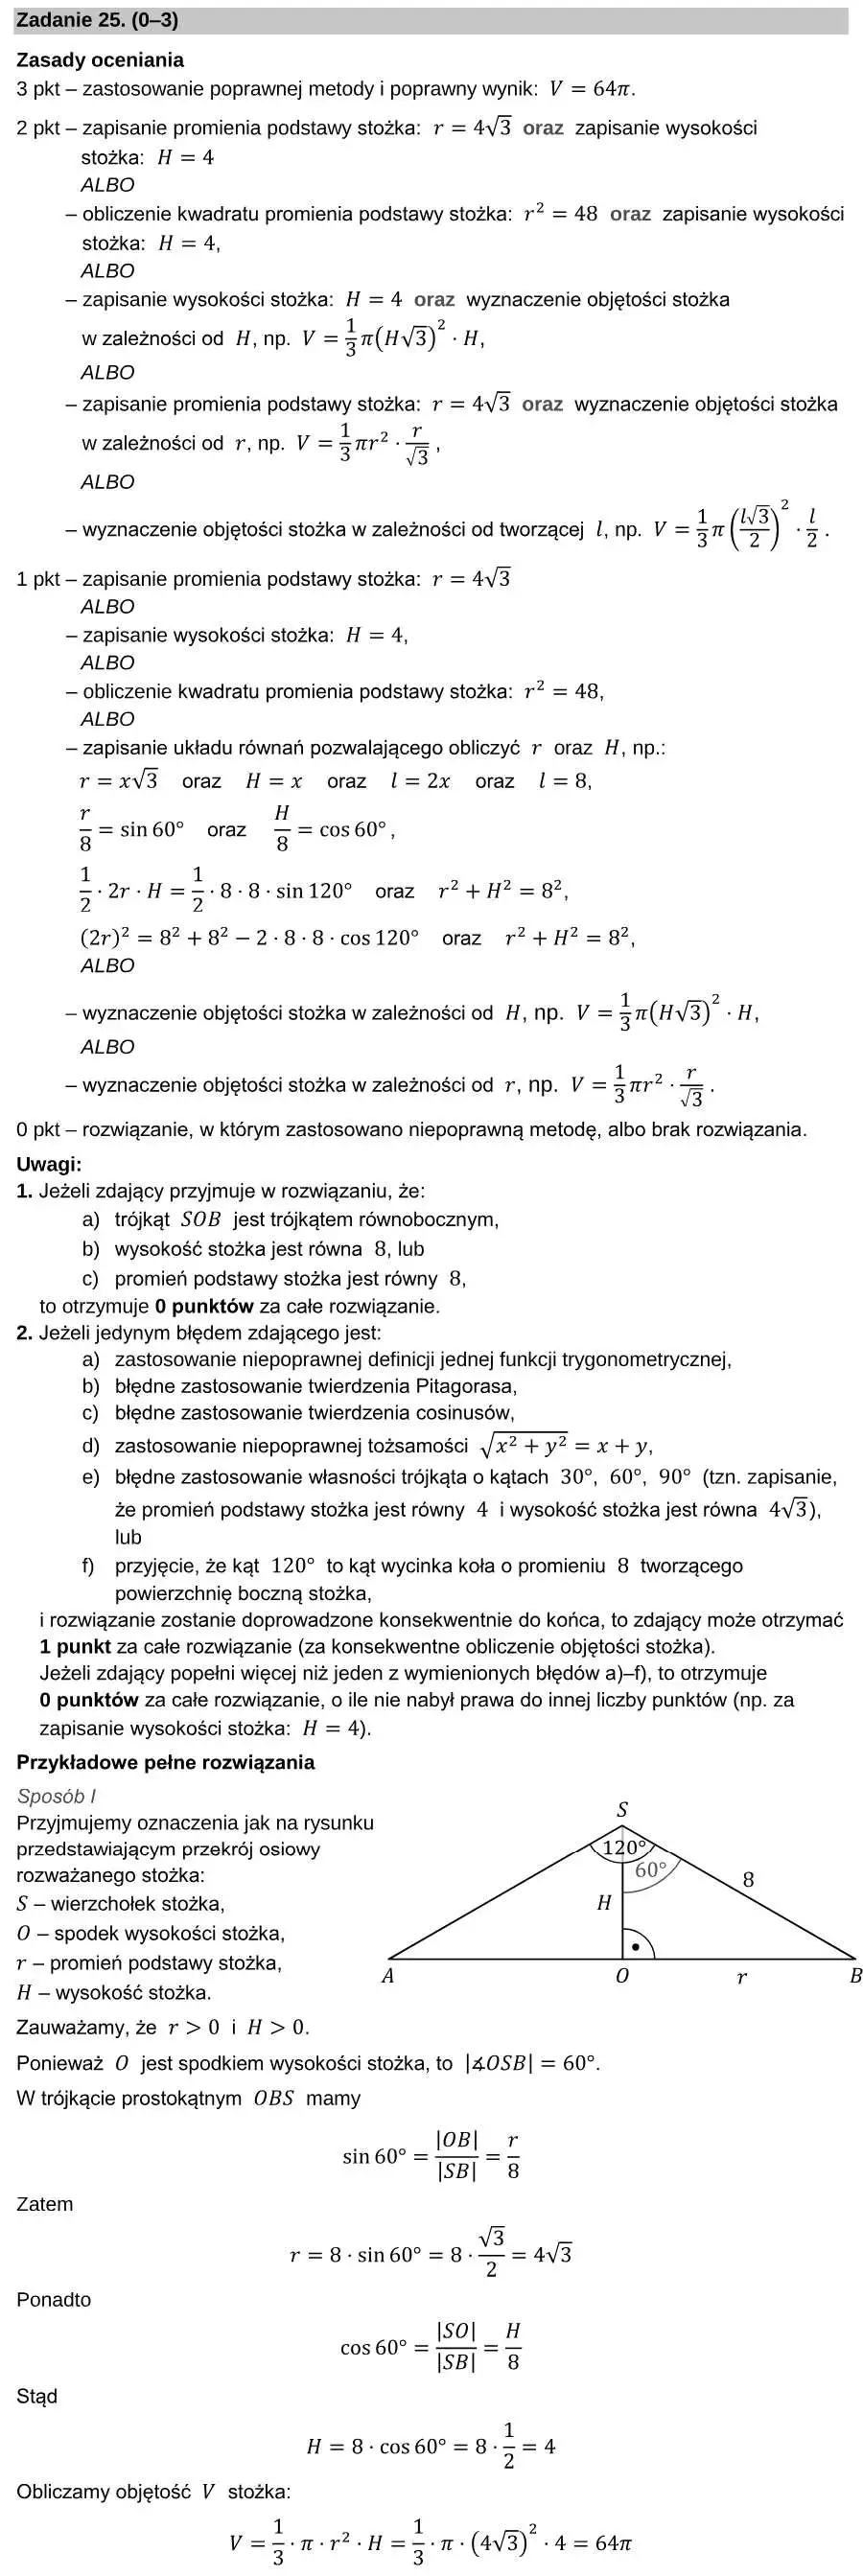 Zadanie 25. (0–3)
Zasady oceniania
3 pkt – zastosowanie poprawnej metody i poprawny wynik: V = 64π.
2 pkt – zapisanie promienia podstawy stożka: r = 4√3 oraz zapisanie wysokości
stożka: H = 4
ALBO
– obliczenie kwadratu promienia podstawy stożka: r² = 48 oraz zapisanie wysokości
stożka: H = 4,
ALBO
– zapisanie wysokości stożka: H = 4 oraz wyznaczenie objętości stożka
w zależności od H, np. V = 1/3 π(H√3)² · H,
ALBO
– zapisanie promienia podstawy stożka: r = 4√3 oraz wyznaczenie objętości stożka
w zależności od r, np. V = 1/3 πr² · r/√3,
ALBO
– wyznaczenie objętości stożka w zależności od tworzącej l, np. V = 1/3 π (l√3/2)² · l/2.
1 pkt – zapisanie promienia podstawy stożka: r = 4√3
ALBO
– zapisanie wysokości stożka: H = 4,
ALBO
– obliczenie kwadratu promienia podstawy stożka: r² = 48,
ALBO
– zapisanie układu równań pozwalającego obliczyć r oraz H, np.:
r = x√3 oraz H = x oraz l = 2x oraz l = 8,
r/8 = sin 60° oraz H/8 = cos 60°,
1/2 · 2r · H = 1/2 · 8 · 8 · sin 120° oraz r² + H² = 8²,
(2r)² = 8² + 8² − 2 · 8 · 8 · cos 120° oraz r² + H² = 8²,
ALBO
– wyznaczenie objętości stożka w zależności od H, np. V = 1/3 π(H√3)² · H,
ALBO
– wyznaczenie objętości stożka w zależności od r, np. V = 1/3 πr² · r/√3.
0 pkt – rozwiązanie, w którym zastosowano niepoprawną metodę, albo brak rozwiązania.
Uwagi:
1. Jeżeli zdający przyjmuje w rozwiązaniu, że:
a) trójkąt SOB jest trójkątem równobocznym,
b) wysokość stożka jest równa 8, lub
c) promień podstawy stożka jest równy 8,
to otrzymuje 0 punktów za całe rozwiązanie.
2. Jeżeli jedynym błędem zdającego jest:
a) zastosowanie niepoprawnej definicji jednej funkcji trygonometrycznej,
b) błędne zastosowanie twierdzenia Pitagorasa,
c) błędne zastosowanie twierdzenia cosinusów,
d) zastosowanie niepoprawnej tożsamości √(x² + y²) = x + y,
e) błędne zastosowanie własności trójkąta o kątach 30°, 60°, 90° (tzn. zapisanie,
że promień podstawy stożka jest równy 4 i wysokość stożka jest równa 4√3),
lub
f) przyjęcie, że kąt 120° to kąt wycinka koła o promieniu 8 tworzącego
powierzchnię boczną stożka,
i rozwiązanie zostanie doprowadzone konsekwentnie do końca, to zdający może otrzymać
1 punkt za całe rozwiązanie (za konsekwentne obliczenie objętości stożka).
Jeżeli zdający popełni więcej niż jeden z wymienionych błędów a)–f), to otrzymuje
0 punktów za całe rozwiązanie, o ile nie nabył prawa do innej liczby punktów (np. za
zapisanie wysokości stożka: H = 4).
Przykładowe pełne rozwiązania
Sposób I
Przyjmujemy oznaczenia jak na rysunku
przedstawiającym przekrój osiowy
rozważanego stożka:
S – wierzchołek stożka,
O – spodek wysokości stożka,
r – promień podstawy stożka,
H – wysokość stożka.
S
120°
60°
8
H
A
O
r
B
Zauważamy, że r > 0 i H > 0.
Ponieważ O jest spodkiem wysokości stożka, to |∡OSB| = 60°.
W trójkącie prostokątnym OBS mamy
sin 60° = |OB|/|SB| = r/8
Zatem
r = 8 · sin 60° = 8 · √3/2 = 4√3
Ponadto
cos 60° = |SO|/|SB| = H/8
Stąd
H = 8 · cos 60° = 8 · 1/2 = 4
Obliczamy objętość V stożka:
V = 1/3 · π · r² · H = 1/3 · π · (4√3)² · 4 = 64π